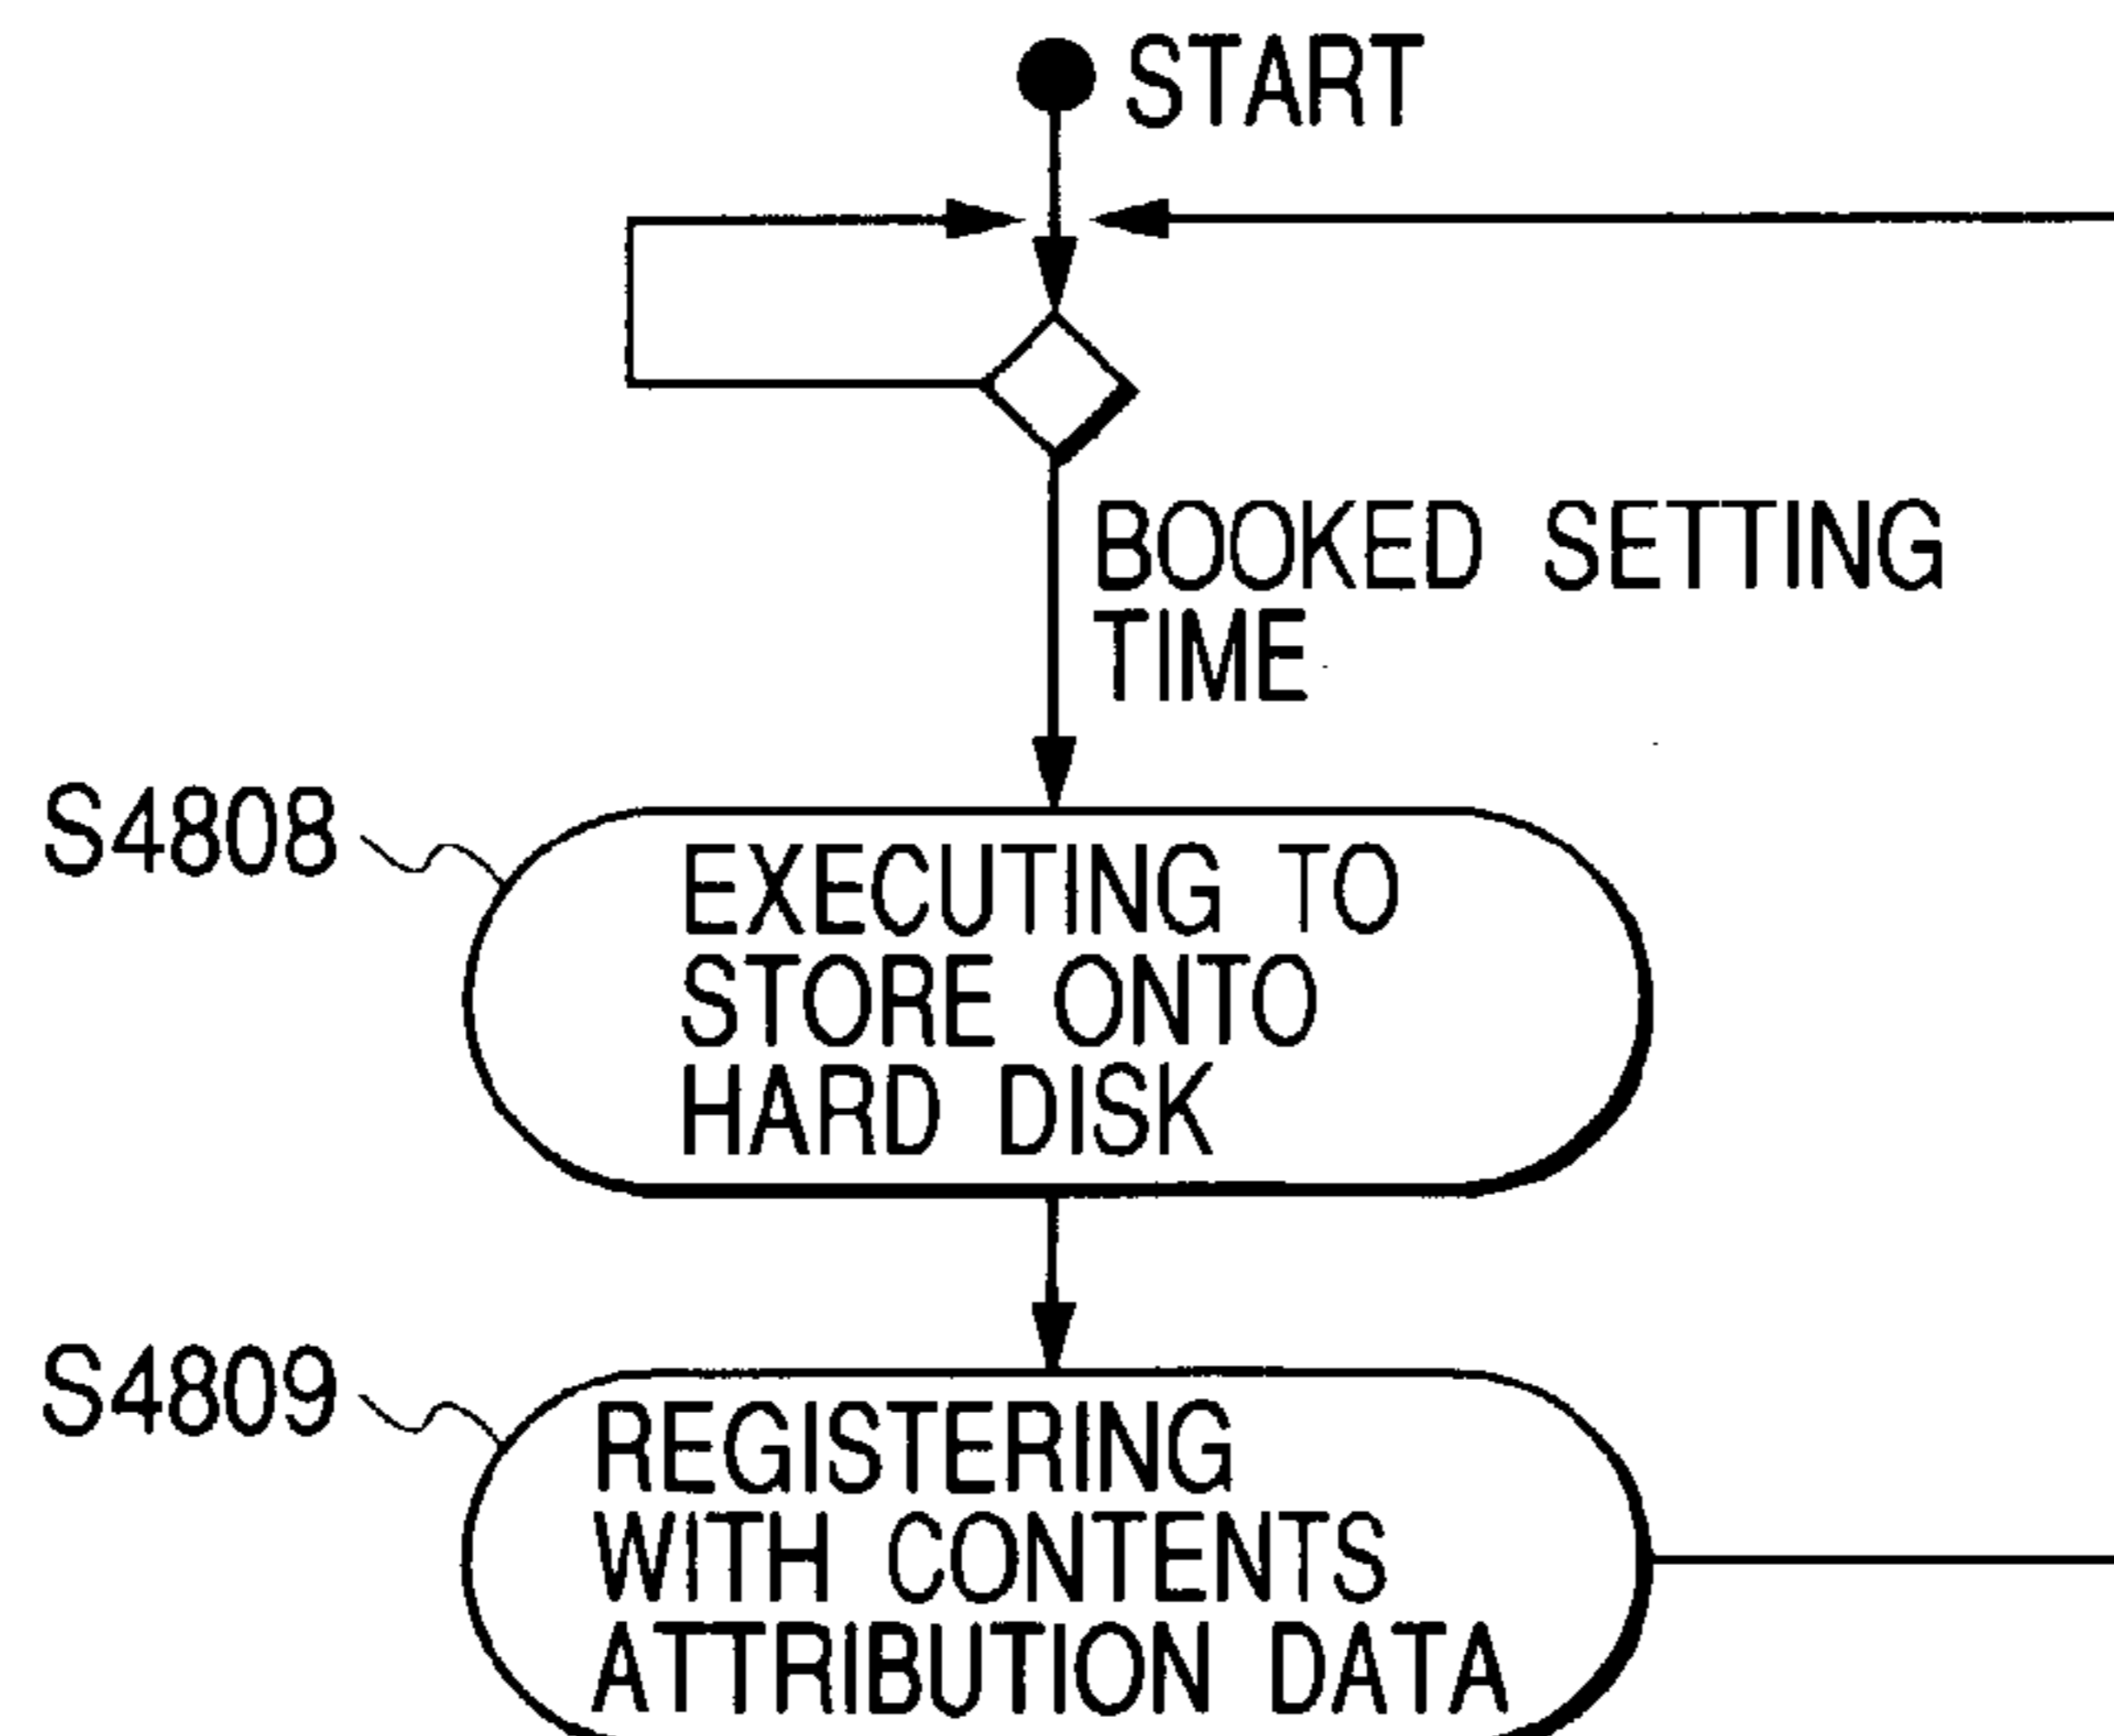 START
BOOKED SETTING
TIME
S4808
EXECUTING TO
STORE ONTO
HARD DISK
S4809
REGISTERING
WITH CONTENTS
ATTRIBUTION DATA